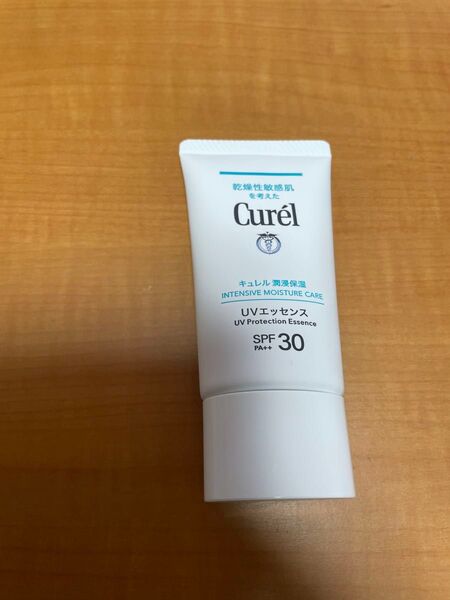 乾燥性敏感肌
を考えた
Curél
キュレル 潤浸保湿
INTENSIVE MOISTURE CARE
UVエッセンス
UV Protection Essence
SPF 30
PA++